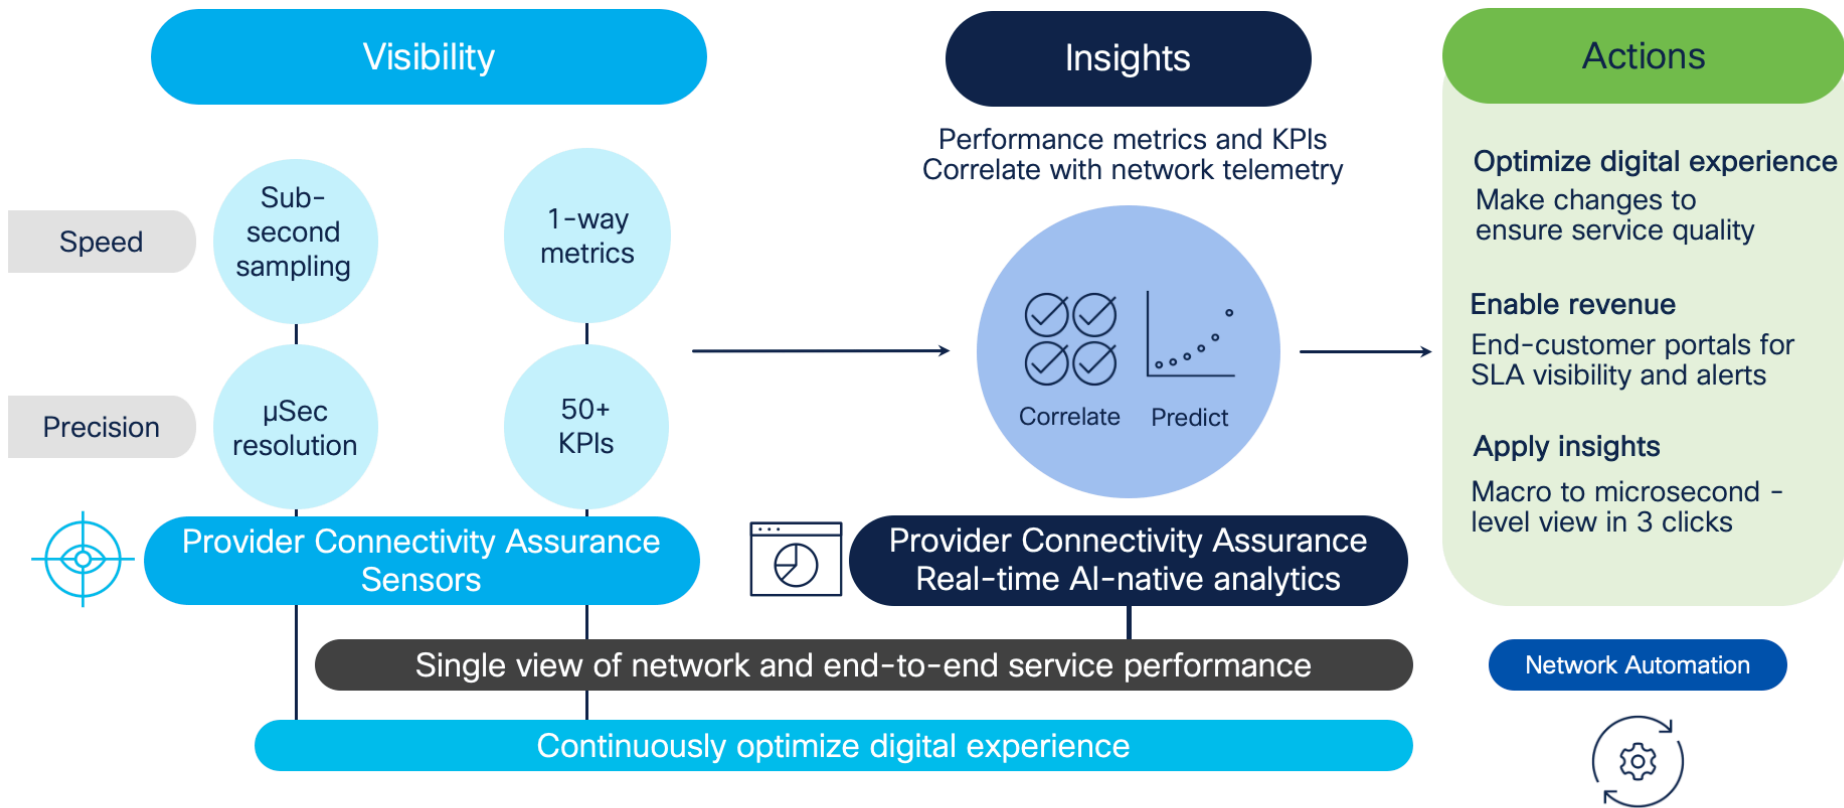 Visibility
Insights
Actions
Speed
Sub-
second
sampling
1-way
metrics
Precision
µSec
resolution
50+
KPIs
Provider Connectivity Assurance
Sensors
Performance metrics and KPIs
Correlate with network telemetry
Correlate
Predict
Provider Connectivity Assurance
Real-time AI-native analytics
Optimize digital experience
Make changes to
ensure service quality
Enable revenue
End-customer portals for
SLA visibility and alerts
Apply insights
Macro to microsecond -
level view in 3 clicks
Single view of network and end-to-end service performance
Network Automation
Continuously optimize digital experience